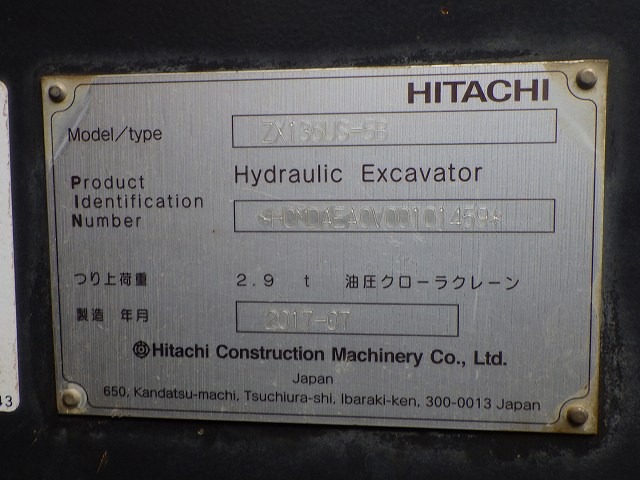 HITACHI
Model/type ZX135US-5B
Product Identification Number
Hydraulic Excavator
つり上荷重 2.9 t 油圧クローラクレーン
製造 年月 2017-07
©Hitachi Construction Machinery Co., Ltd.
Japan
650, Kandatsu-machi, Tsuchiura-shi, Ibaraki-ken, 300-0013 Japan
43